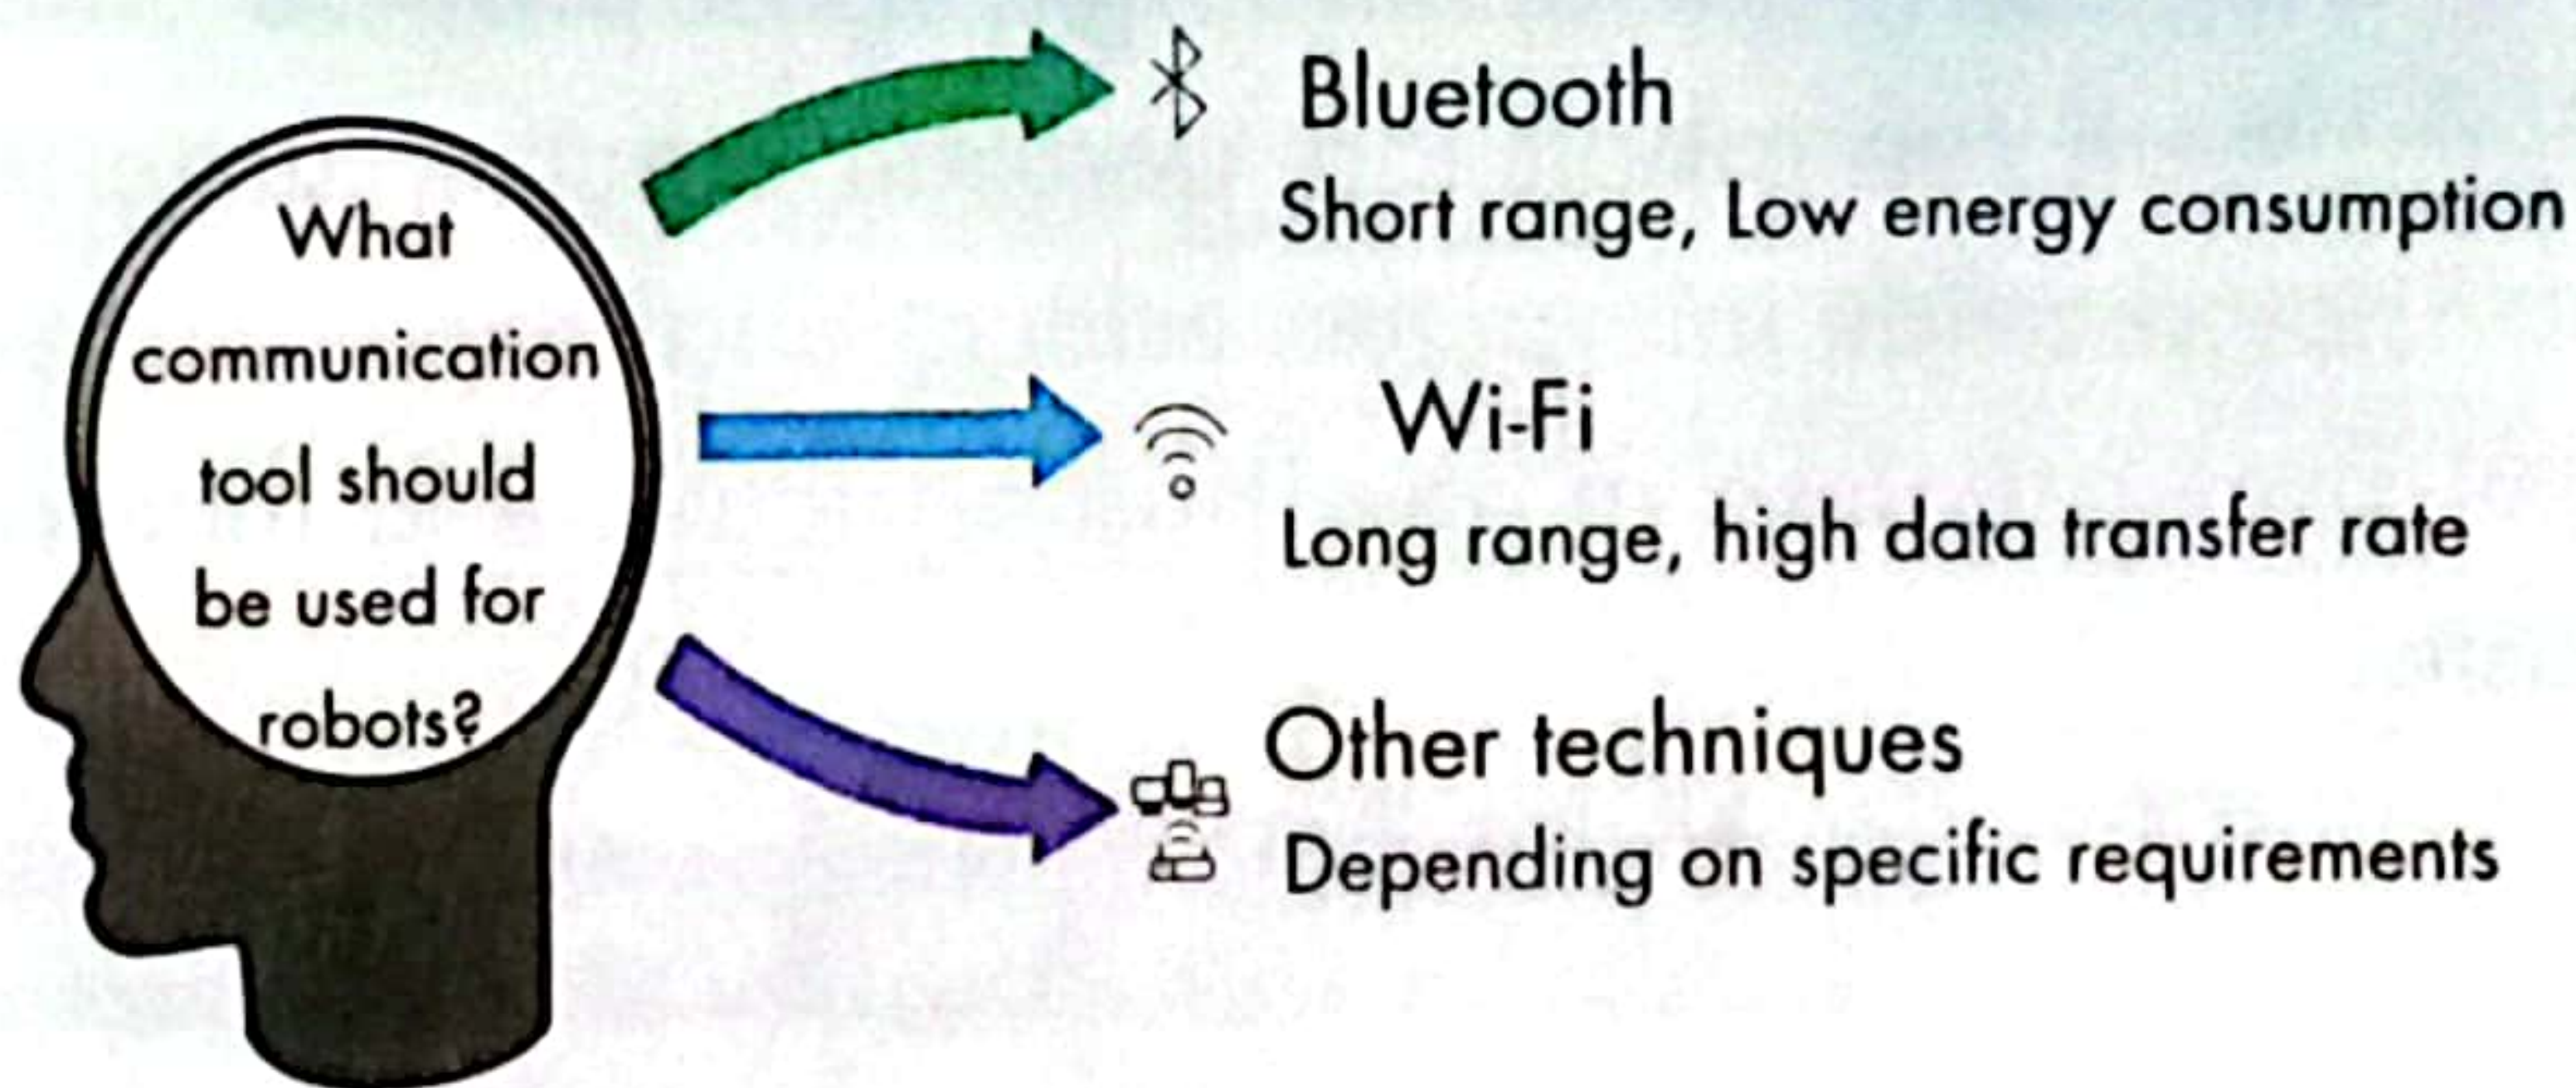 What
communication
tool should
be used for
robots?
Bluetooth
Short range, Low energy consumption
Wi-Fi
Long range, high data transfer rate
Other techniques
Depending on specific requirements